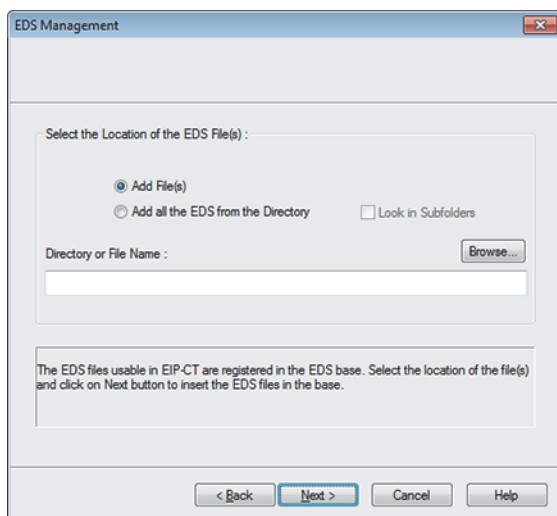 EDS Management
Select the Location of the EDS File(s) :
Add File(s)
Add all the EDS from the Directory
Look in Subfolders
Directory or File Name :
Browse...
The EDS files usable in EIP-CT are registered in the EDS base. Select the location of the file(s)
and click on Next button to insert the EDS files in the base.
< Back
Next >
Cancel
Help